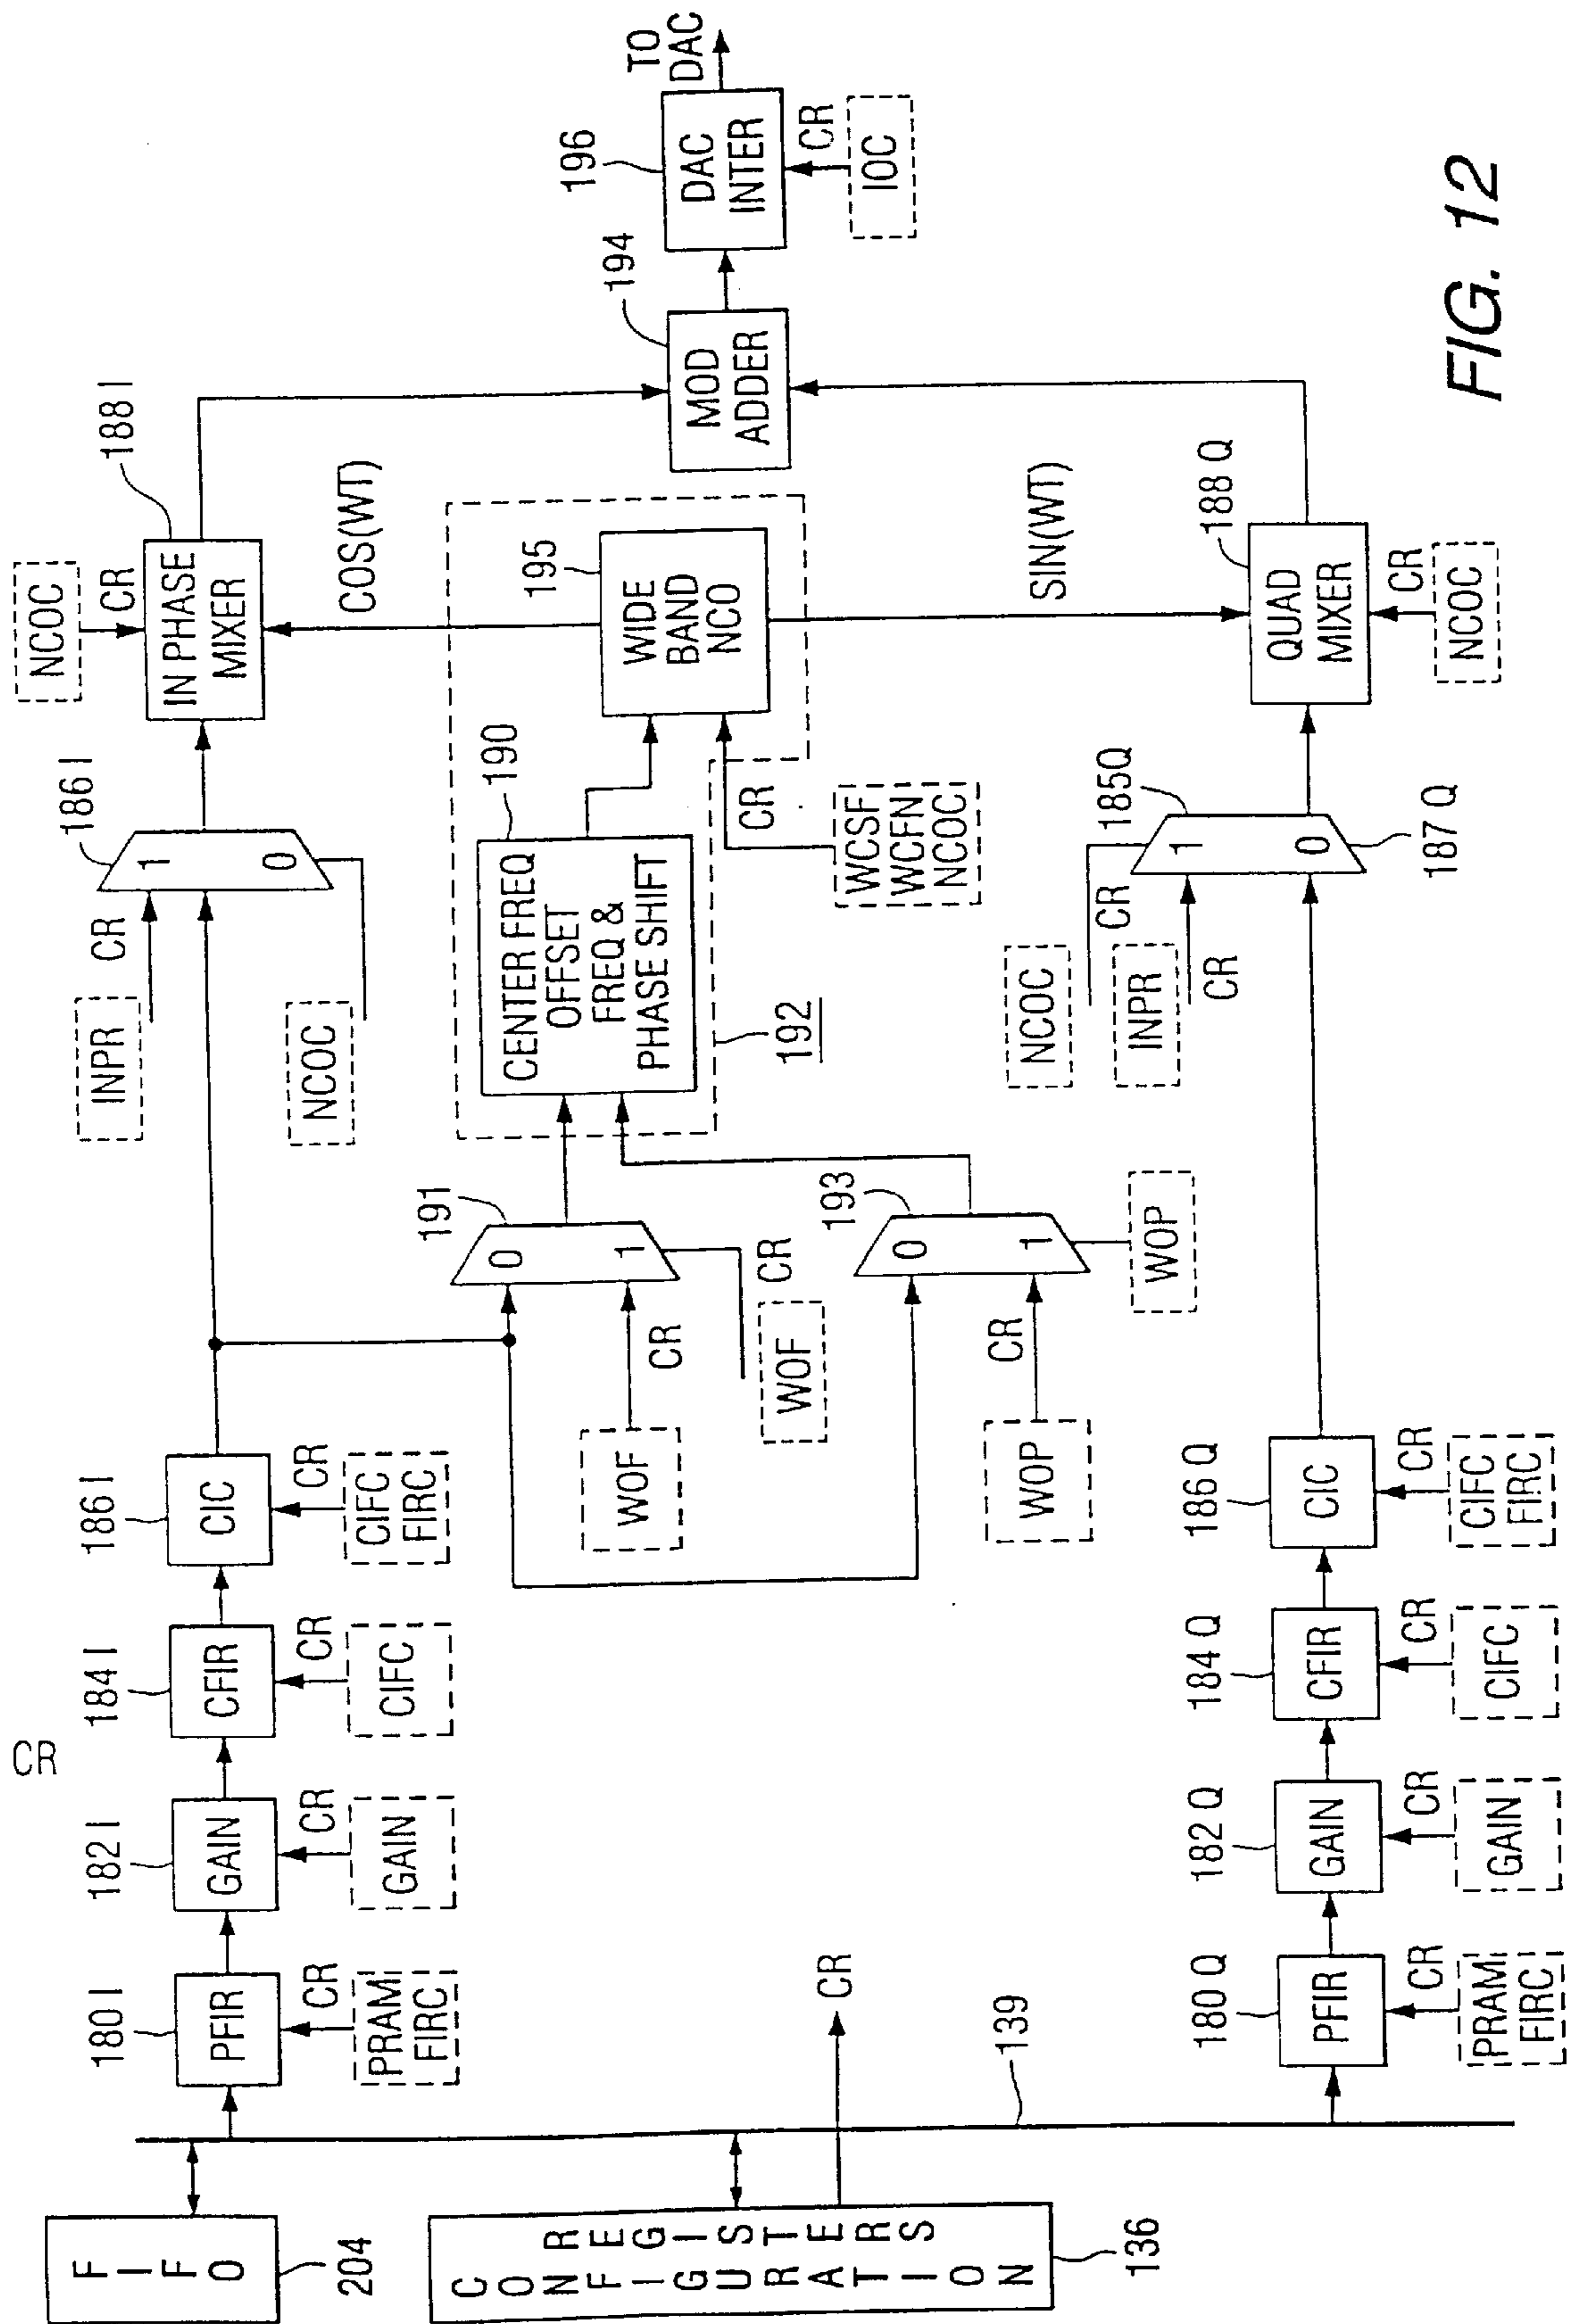 F I F O
204
CONFIGURATION
REGISTERS
136
CR
139
180 I
PFIR
CR
PRAM
FIRC
182 I
GAIN
CR
GAIN
CR
184 I
CFIR
CR
CIFC
186 I
CIC
CR
CIFC
FIRC
INPR
CR
NCOC
186 I
1
0
NCOC
CR
IN PHASE
MIXER
188 I
COS(WT)
191
0
1
CR
WOF
CR
WOF
193
0
1
CR
WOP
WOP
190
CENTER FREQ
OFFSET
FREQ &
PHASE SHIFT
192
195
WIDE
BAND
NCO
CR
WCSF
WCFN
NCOC
SIN(WT)
194
MOD
ADDER
196
DAC
INTER
TO
DAC
CR
IOC
180 Q
PFIR
CR
PRAM
FIRC
182 Q
GAIN
CR
GAIN
184 Q
CFIR
CR
CIFC
186 Q
CIC
CR
CIFC
FIRC
NCOC
CR
INPR
CR
185Q
1
0
187 Q
188 Q
QUAD
MIXER
CR
NCOC
FIG. 12